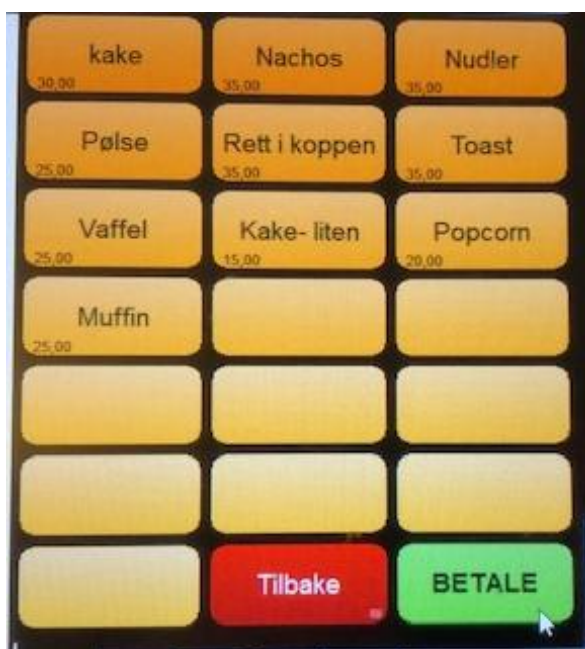 kake Nachos Nudler
30,00 35,00 35,00
Pølse Rett i koppen Toast
25,00 35,00 35,00
Vaffel Kake- liten Popcorn
25,00 15,00 20,00
Muffin
25,00
Tilbake BETALE